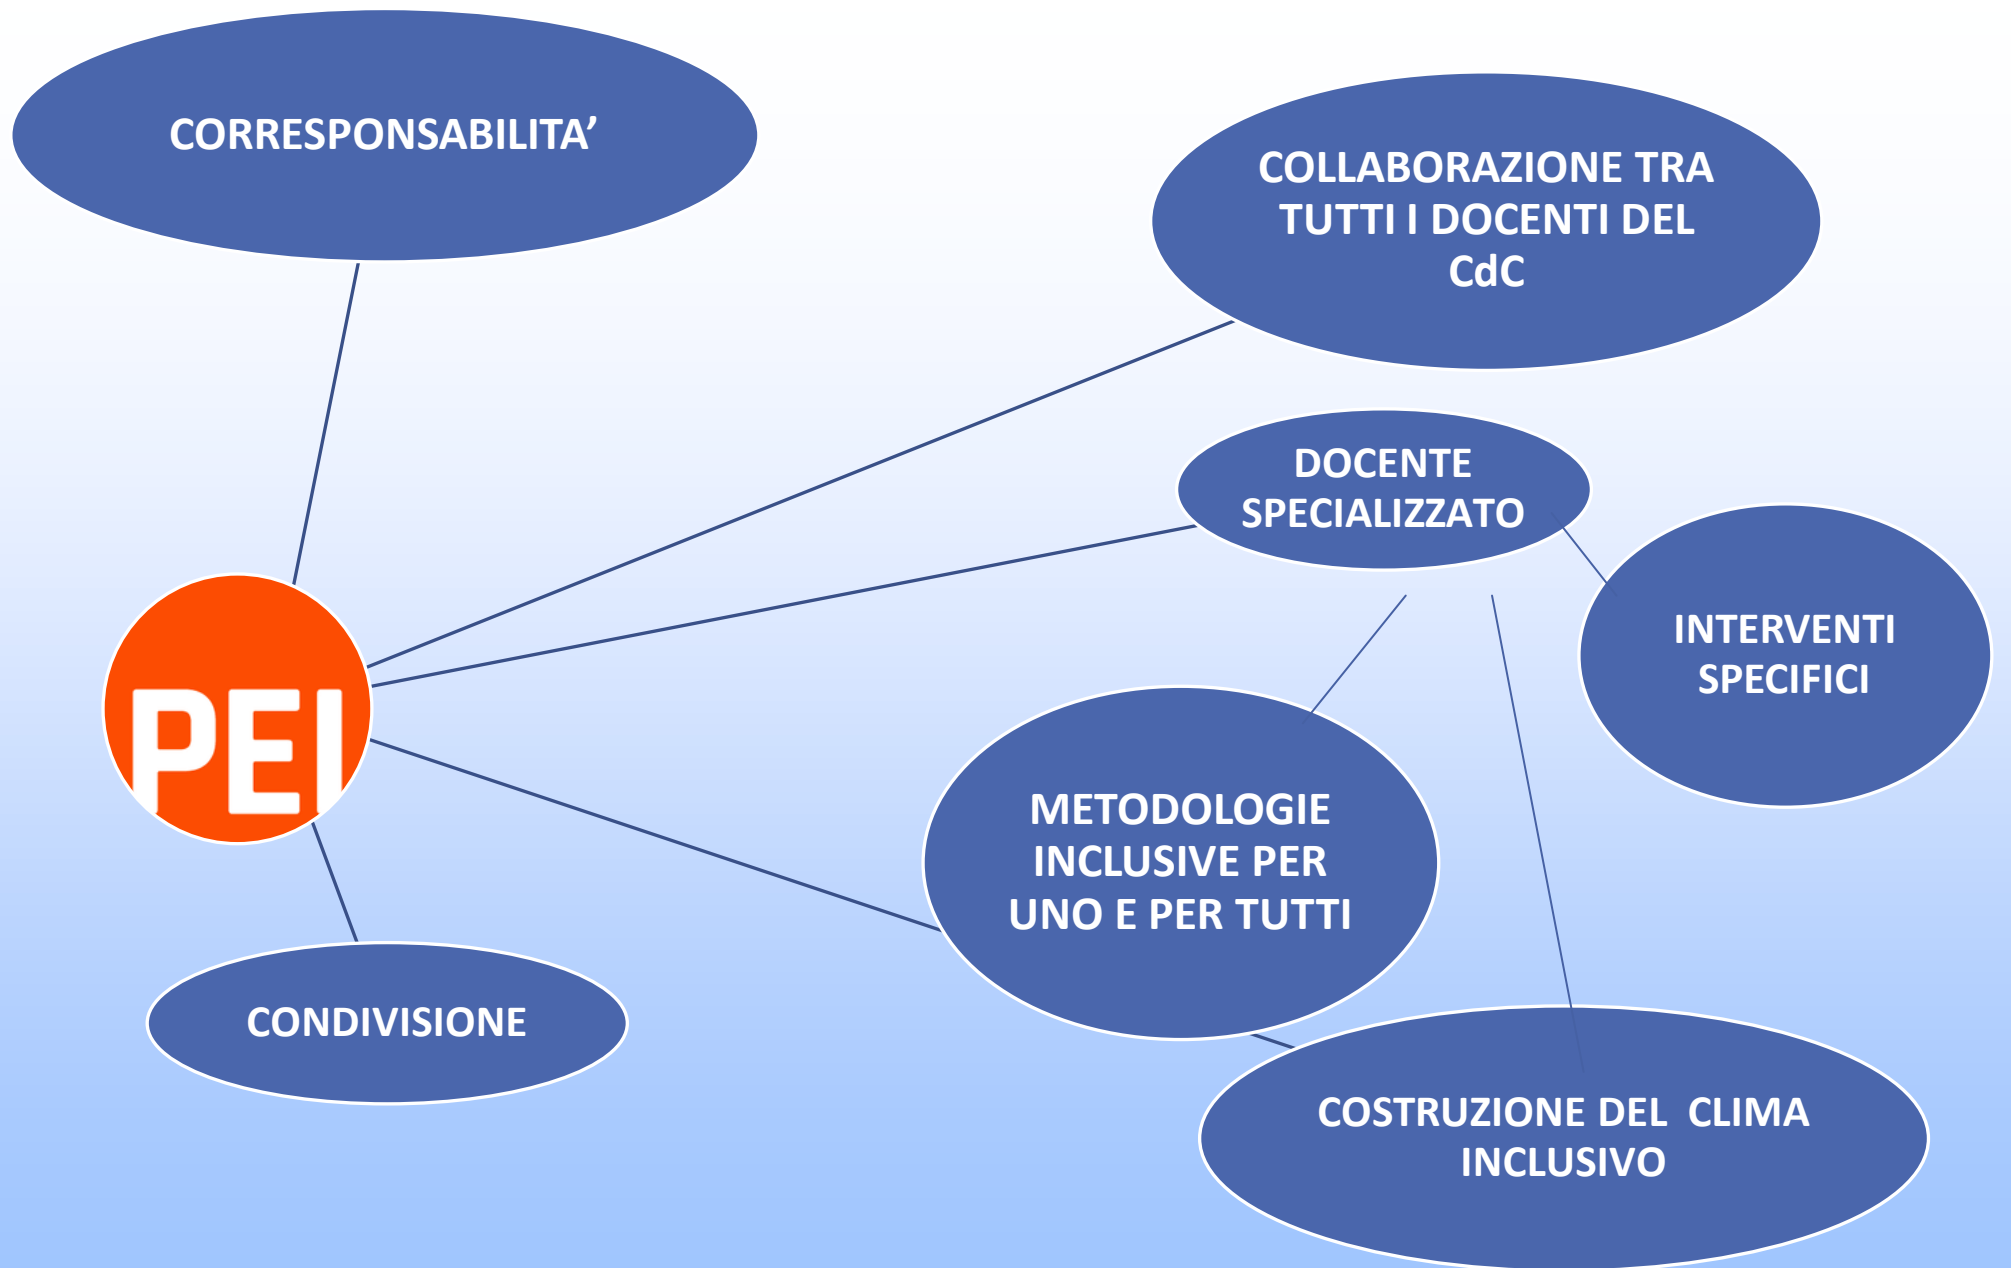 CORRESPONSABILITA’
COLLABORAZIONE TRA
TUTTI I DOCENTI DEL
CdC
DOCENTE
SPECIALIZZATO
INTERVENTI
SPECIFICI
PEI
METODOLOGIE
INCLUSIVE PER
UNO E PER TUTTI
CONDIVISIONE
COSTRUZIONE DEL  CLIMA
INCLUSIVO